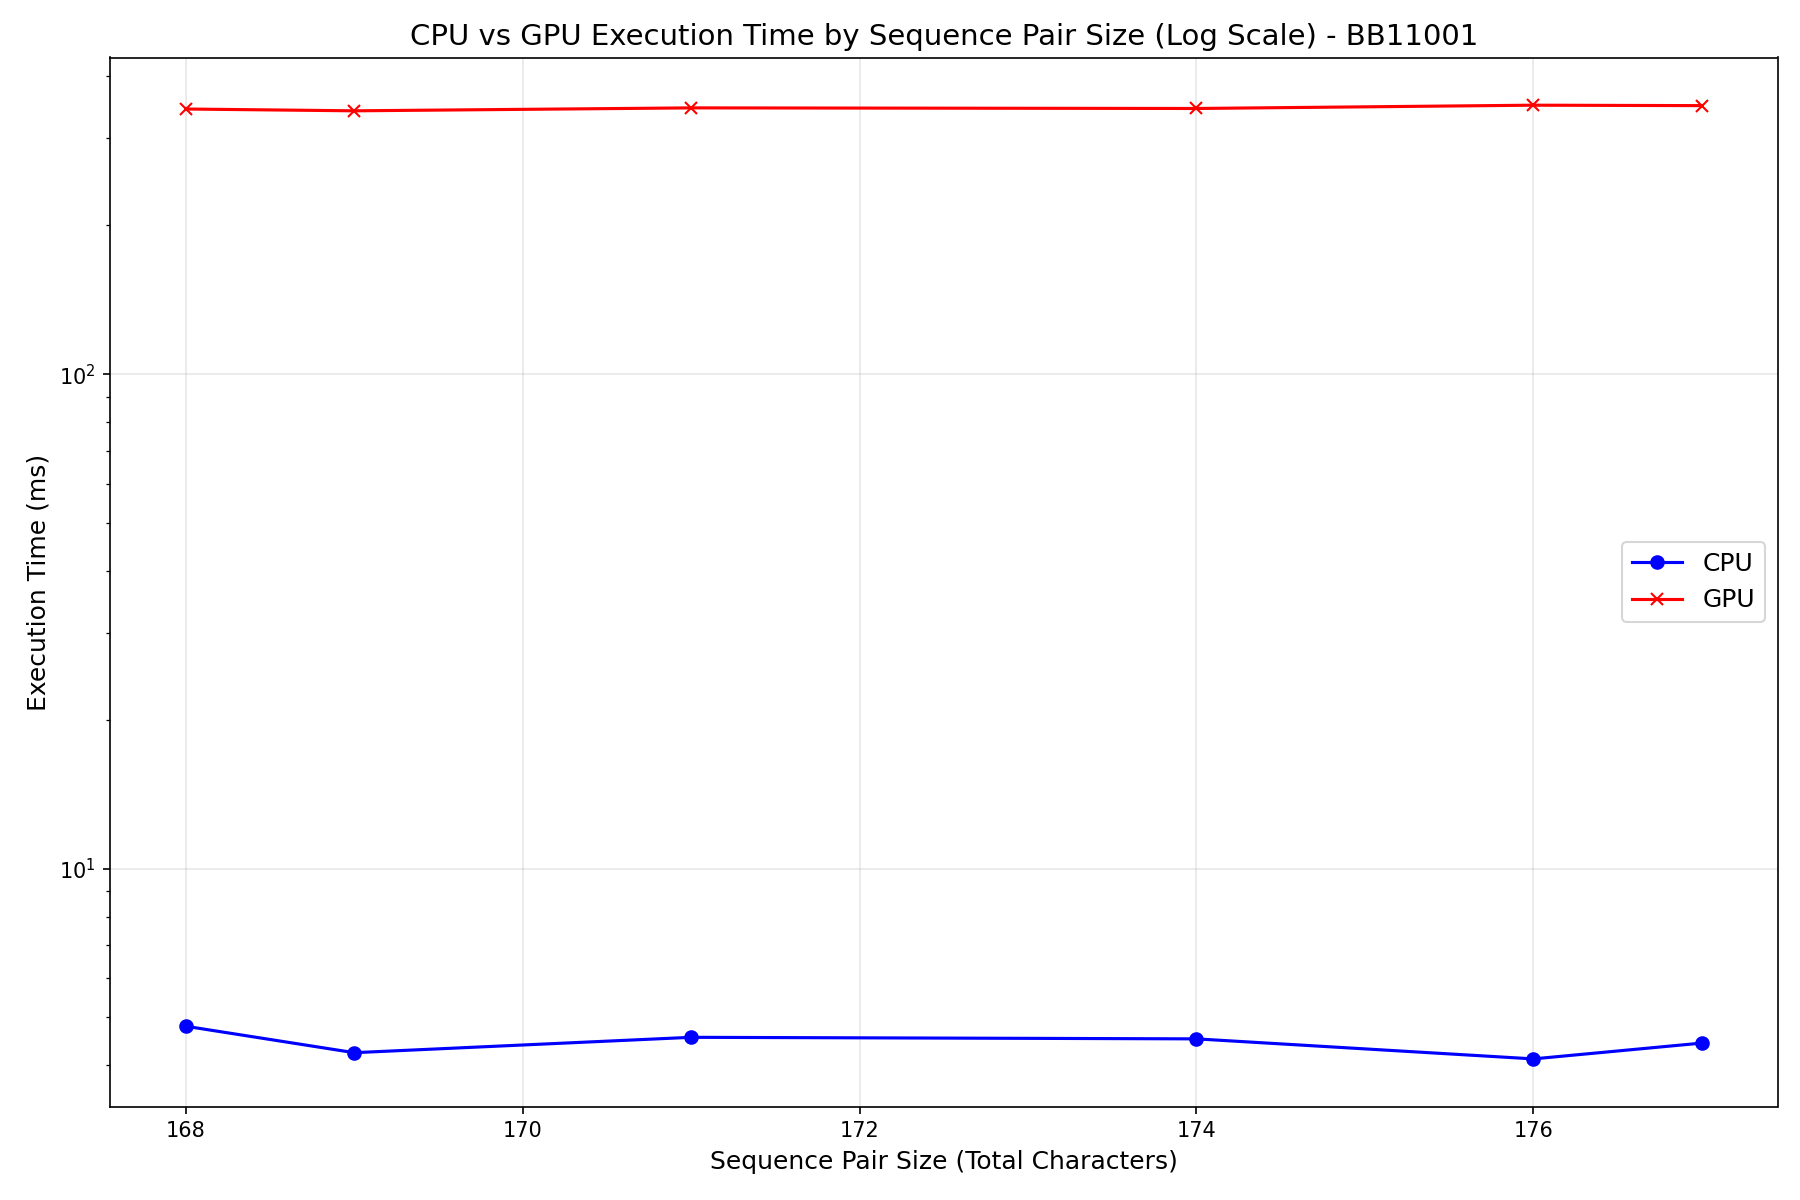 CPU vs GPU Execution Time by Sequence Pair Size (Log Scale) - BB11001
10²
10¹
Execution Time (ms)
CPU
GPU
168 170 172 174 176
Sequence Pair Size (Total Characters)